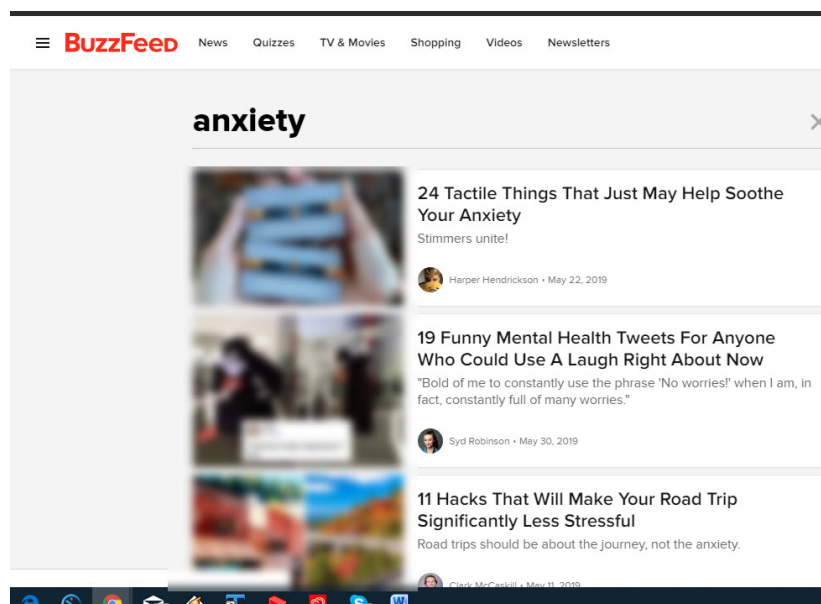 BuzzFeed News Quizzes TV & Movies Shopping Videos Newsletters
anxiety
24 Tactile Things That Just May Help Soothe
Your Anxiety
Stimmers unite!
Harper Hendrickson • May 22, 2019
19 Funny Mental Health Tweets For Anyone
Who Could Use A Laugh Right About Now
"Bold of me to constantly use the phrase 'No worries!' when I am, in
fact, constantly full of many worries."
Syd Robinson • May 30, 2019
11 Hacks That Will Make Your Road Trip
Significantly Less Stressful
Road trips should be about the journey, not the anxiety.
Clark McCaskill • May 11, 2019